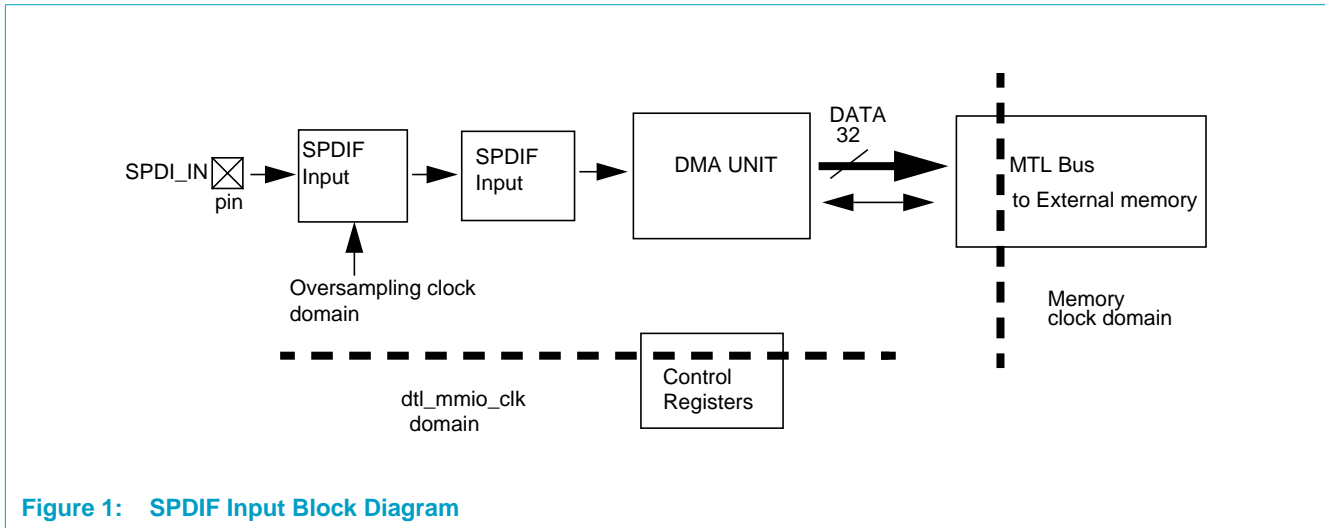 SPDI_IN
pin
SPDIF
Input
SPDIF
Input
DMA UNIT
DATA
32
MTL Bus
to External memory
Oversampling clock
domain
Memory
clock domain
Control
Registers
dtl_mmio_clk
domain
Figure 1: SPDIF Input Block Diagram